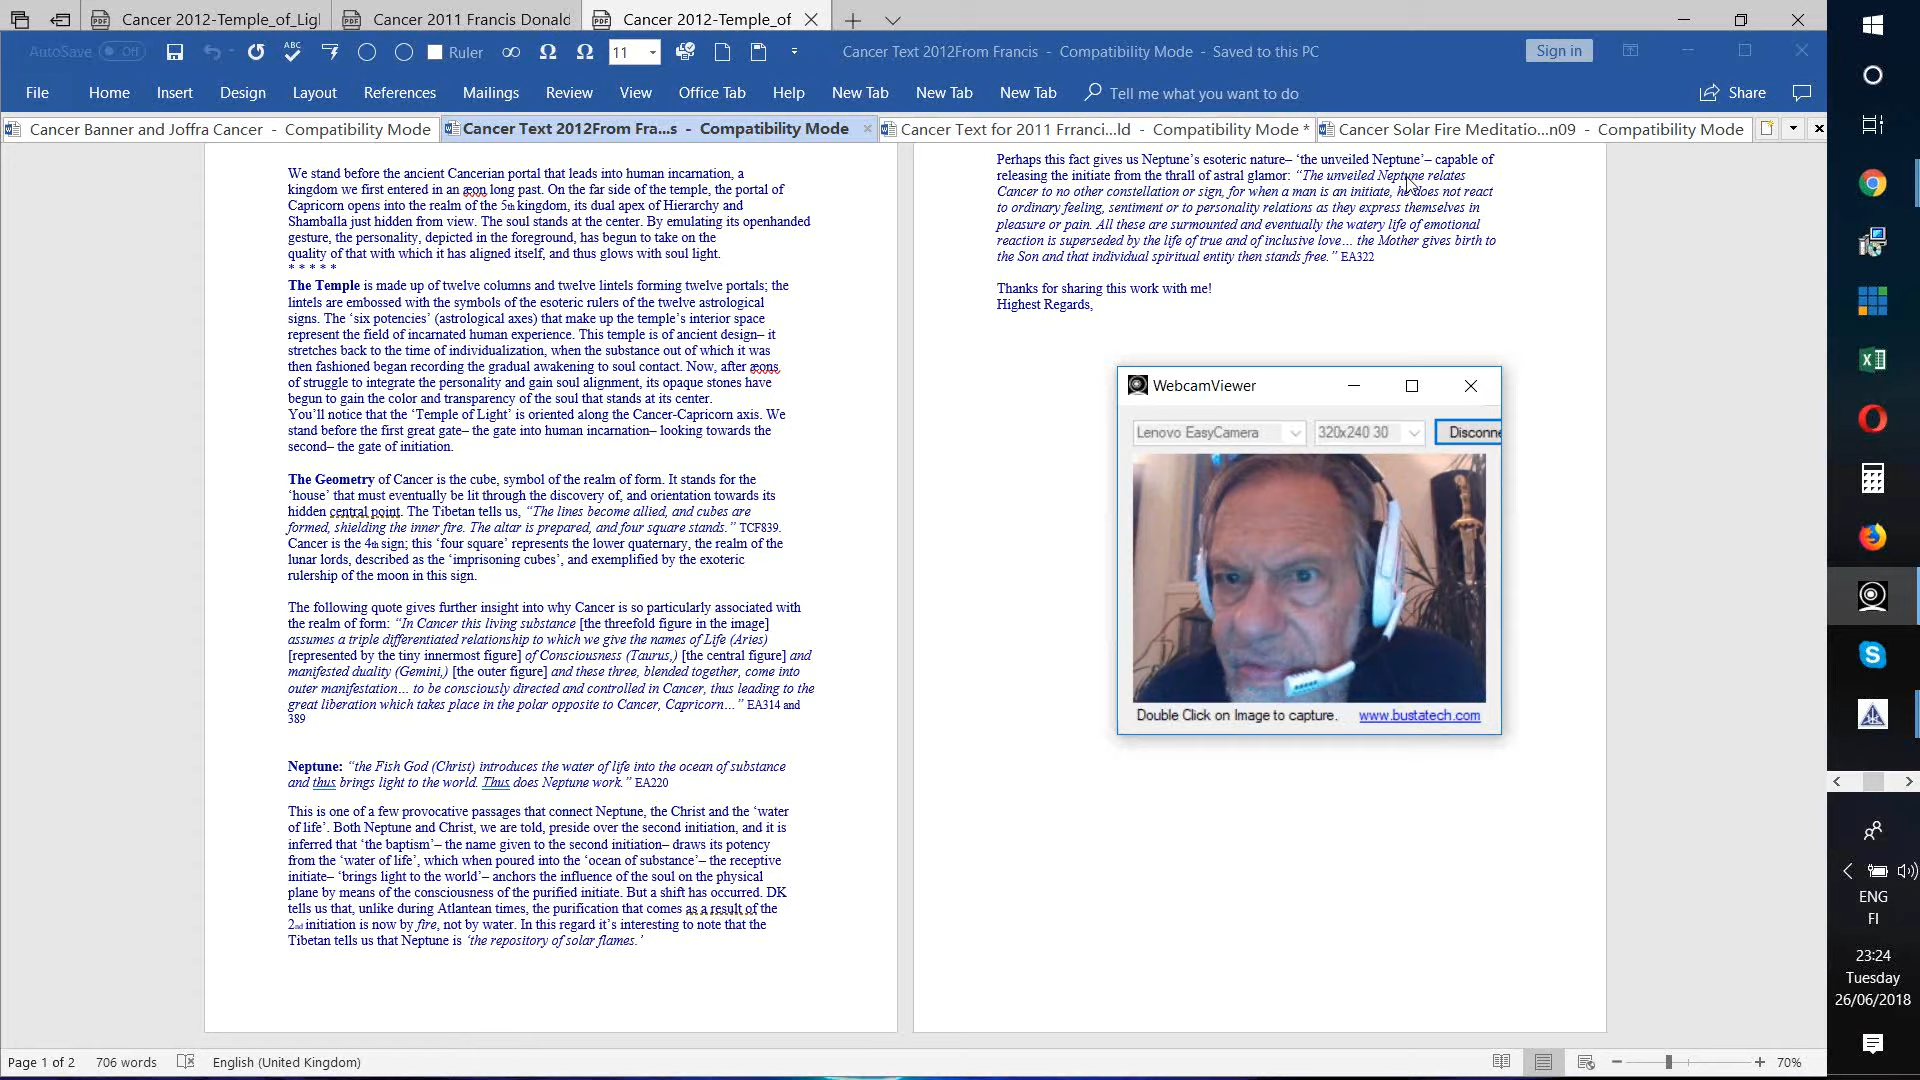 Cancer 2012-Temple_of_Ligl
Cancer 2011 Francis Donald
Cancer 2012-Temple_of
AutoSave Off
ABC
Ruler
11
Cancer Text 2012From Francis - Compatibility Mode - Saved to this PC
Sign in
File Home Insert Design Layout References Mailings Review View Office Tab Help New Tab New Tab New Tab Tell me what you want to do Share
Cancer Banner and Joffra Cancer - Compatibility Mode
Cancer Text 2012From Fra...s - Compatibility Mode
Cancer Text for 2011 Frranci...ld - Compatibility Mode *
Cancer Solar Fire Meditatio...n09 - Compatibility Mode
We stand before the ancient Cancerian portal that leads into human incarnation, a
kingdom we first entered in an æon long past. On the far side of the temple, the portal of
Capricorn opens into the realm of the 5th kingdom, its dual apex of Hierarchy and
Shamballa just hidden from view. The soul stands at the center. By emulating its openhanded
gesture, the personality, depicted in the foreground, has begun to take on the
quality of that with which it has aligned itself, and thus glows with soul light.
* * * * *
The Temple is made up of twelve columns and twelve lintels forming twelve portals; the
lintels are embossed with the symbols of the esoteric rulers of the twelve astrological
signs. The ‘six potencies’ (astrological axes) that make up the temple’s interior space
represent the field of incarnated human experience. This temple is of ancient design– it
stretches back to the time of individualization, when the substance out of which it was
then fashioned began recording the gradual awakening to soul contact. Now, after æons
of struggle to integrate the personality and gain soul alignment, its opaque stones have
begun to gain the color and transparency of the soul that stands at its center.
You’ll notice that the ‘Temple of Light’ is oriented along the Cancer-Capricorn axis. We
stand before the first great gate– the gate into human incarnation– looking towards the
second– the gate of initiation.
The Geometry of Cancer is the cube, symbol of the realm of form. It stands for the
‘house’ that must eventually be lit through the discovery of, and orientation towards its
hidden central point. The Tibetan tells us, “The lines become allied, and cubes are
formed, shielding the inner fire. The altar is prepared, and four square stands.” TCF839.
Cancer is the 4th sign; this ‘four square’ represents the lower quaternary, the realm of the
lunar lords, described as the ‘imprisoning cubes’, and exemplified by the exoteric
rulership of the moon in this sign.
The following quote gives further insight into why Cancer is so particularly associated with
the realm of form: “In Cancer this living substance [the threefold figure in the image]
assumes a triple differentiated relationship to which we give the names of Life (Aries)
[represented by the tiny innermost figure] of Consciousness (Taurus,) [the central figure] and
manifested duality (Gemini,) [the outer figure] and these three, blended together, come into
outer manifestation… to be consciously directed and controlled in Cancer, thus leading to the
great liberation which takes place in the polar opposite to Cancer, Capricorn…” EA314 and
389
Neptune: “the Fish God (Christ) introduces the water of life into the ocean of substance
and thus brings light to the world. Thus does Neptune work.” EA220
This is one of a few provocative passages that connect Neptune, the Christ and the ‘water
of life’. Both Neptune and Christ, we are told, preside over the second initiation, and it is
inferred that ‘the baptism’– the name given to the second initiation– draws its potency
from the ‘water of life’, which when poured into the ‘ocean of substance’– the receptive
initiate– ‘brings light to the world’– anchors the influence of the soul on the physical
plane by means of the consciousness of the purified initiate. But a shift has occurred. DK
tells us that, unlike during Atlantean times, the purification that comes as a result of the
2nd initiation is now by fire, not by water. In this regard it’s interesting to note that the
Tibetan tells us that Neptune is ‘the repository of solar flames.’
Perhaps this fact gives us Neptune’s esoteric nature– ‘the unveiled Neptune’– capable of
releasing the initiate from the thrall of astral glamor: “The unveiled Neptune relates
Cancer to no other constellation or sign, for when a man is an initiate, he does not react
to ordinary feeling, sentiment or to personality relations as they express themselves in
pleasure or pain. All these are surmounted and eventually the watery life of emotional
reaction is superseded by the life of true and of inclusive love… the Mother gives birth to
the Son and that individual spiritual entity then stands free.” EA322
Thanks for sharing this work with me!
Highest Regards,
WebcamViewer
Lenovo EasyCamera
320x240 30
Disconne
Double Click on Image to capture.
www.bustatech.com
ENG
FI
23:24
Tuesday
26/06/2018
Page 1 of 2 706 words English (United Kingdom) 70%